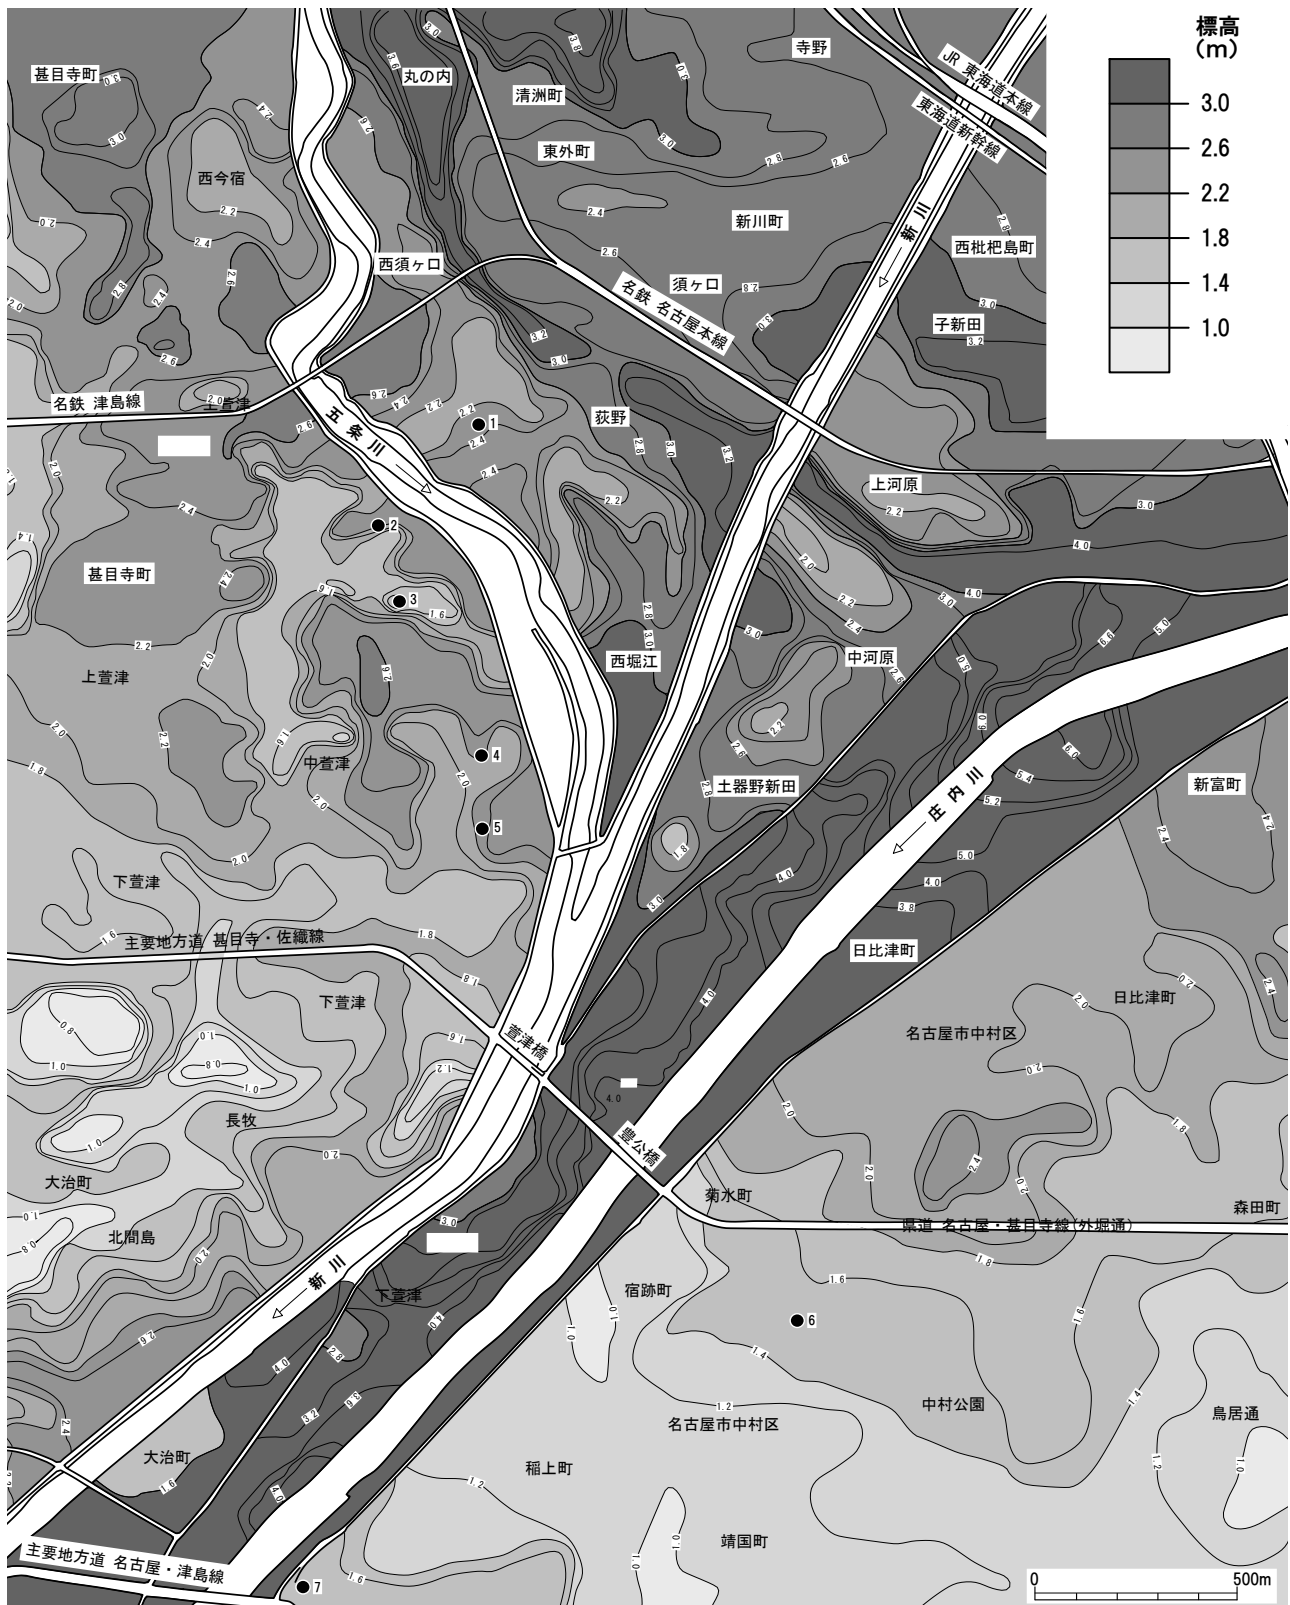 標高
(m)
3.0
2.6
2.2
1.8
1.4
1.0
甚目寺町
丸の内
清洲町
寺野
JR 東海道本線
東海道新幹線
東外町
西今宿
新川町
新川
西枇杷島町
西須ヶ口
須ヶ口
名鉄 名古屋本線
子新田
名鉄 津島線
上萱津
五条川
1
荻野
上河原
2
甚目寺町
3
西堀江
中河原
上萱津
中萱津
4
土器野新田
庄内川
新富町
5
下萱津
主要地方道 甚目寺・佐織線
日比津町
下萱津
日比津町
名古屋市中村区
萱津橋
長牧
豊公橋
大治町
菊水町
森田町
県道 名古屋・甚目寺線(外堀通)
北間島
新川
下萱津
宿跡町
6
中村公園
鳥居通
名古屋市中村区
大治町
稲上町
靖国町
主要地方道 名古屋・津島線
7
0
500m